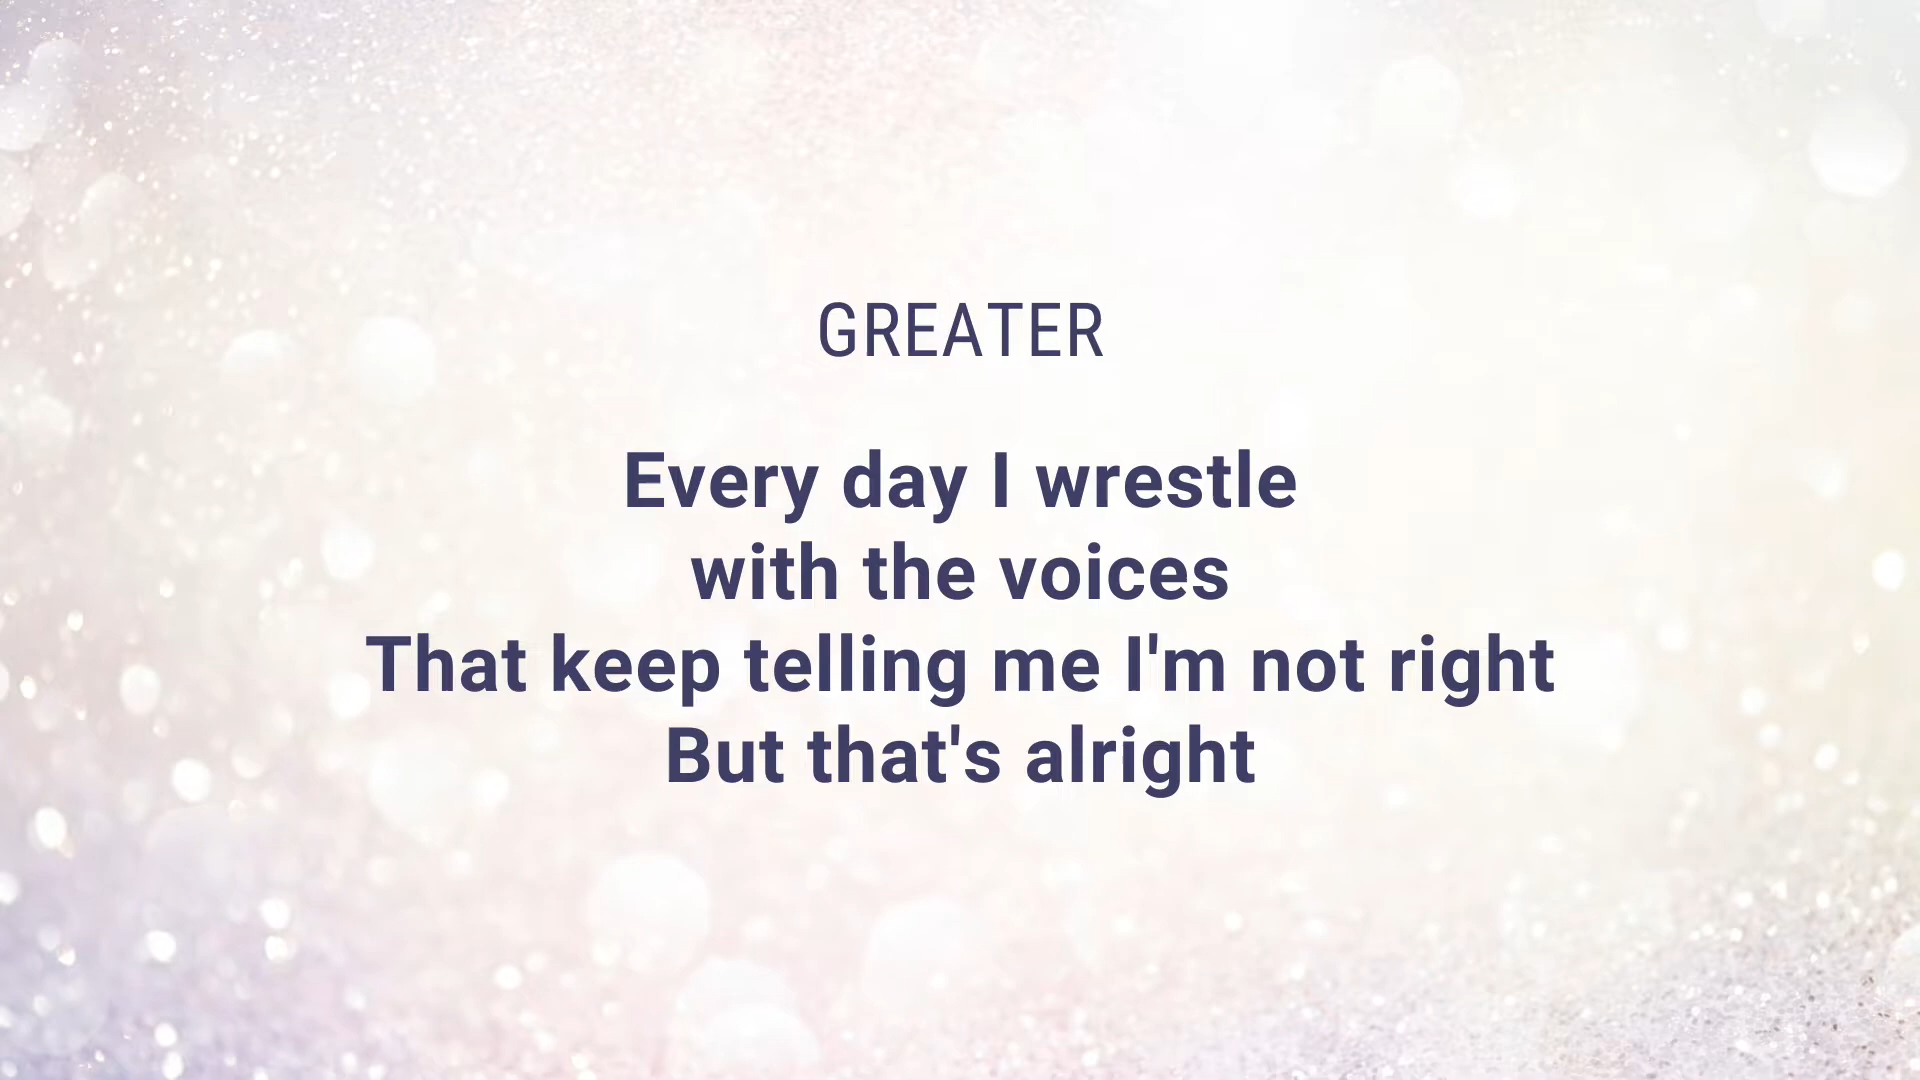 GREATER
Every day I wrestle
with the voices
That keep telling me I'm not right
But that's alright